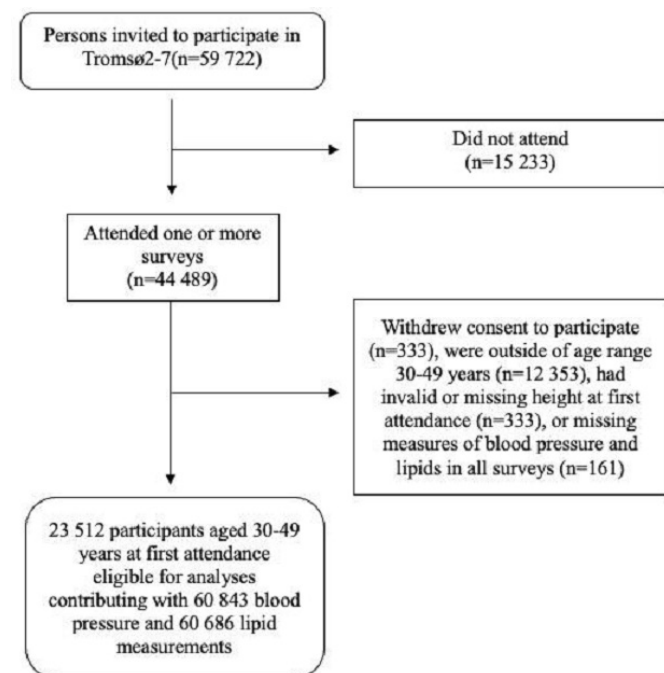 Persons invited to participate in
Tromsø2-7(n=59 722)
Did not attend
(n=15 233)
Attended one or more
surveys
(n=44 489)
Withdrew consent to participate
(n=333), were outside of age range
30-49 years (n=12 353), had
invalid or missing height at first
attendance (n=333), or missing
measures of blood pressure and
lipids in all surveys (n=161)
23 512 participants aged 30-49
years at first attendance
eligible for analyses
contributing with 60 843 blood
pressure and 60 686 lipid
measurements